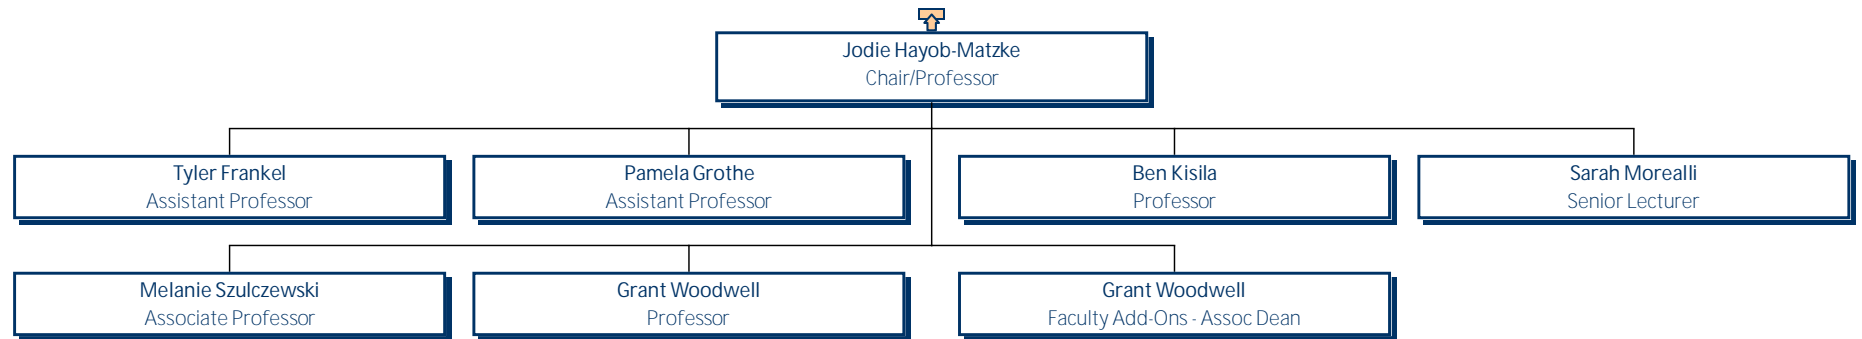 Jodie Hayob-Matzke
Chair/Professor
Tyler Frankel
Assistant Professor
Pamela Grothe
Assistant Professor
Ben Kisila
Professor
Sarah Morealli
Senior Lecturer
Melanie Szulczewski
Associate Professor
Grant Woodwell
Professor
Grant Woodwell
Faculty Add-Ons - Assoc Dean